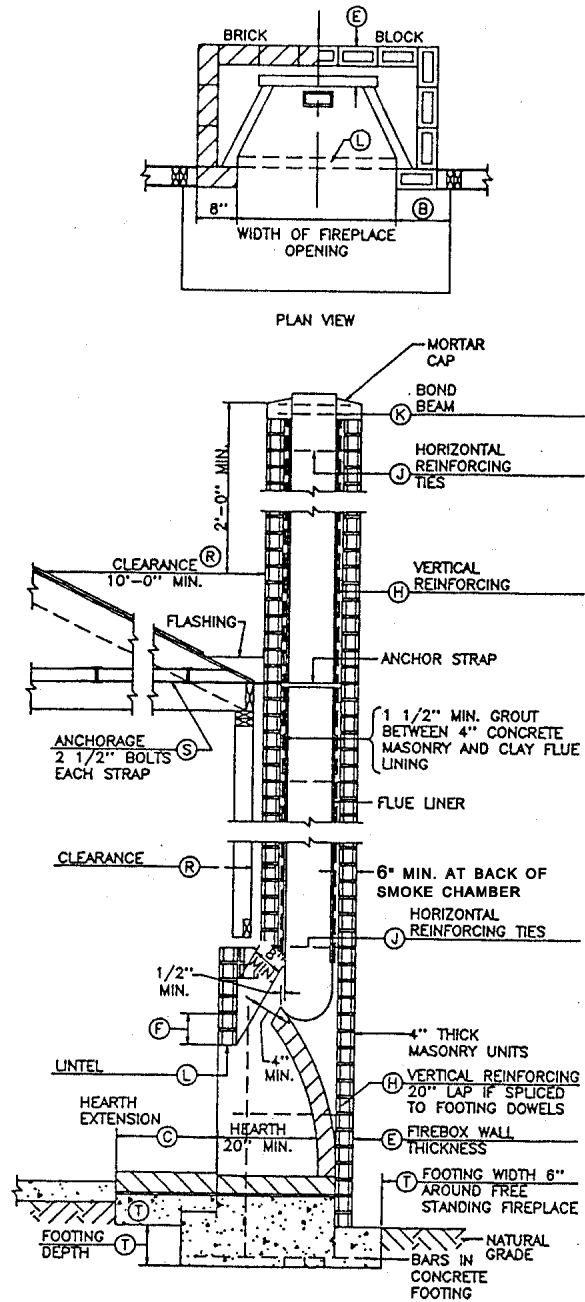 E
BRICK
BLOCK
L
8"
B
WIDTH OF FIREPLACE
OPENING
PLAN VIEW
MORTAR
CAP
BOND
BEAM
K
2'-0" MIN.
HORIZONTAL
REINFORCING
TIES
J
CLEARANCE R
10'-0" MIN.
VERTICAL
REINFORCING
H
FLASHING
ANCHOR STRAP
ANCHORAGE
2 1/2" BOLTS
EACH STRAP
S
1 1/2" MIN. GROUT
BETWEEN 4" CONCRETE
MASONRY AND CLAY FLUE
LINING
FLUE LINER
CLEARANCE R
6" MIN. AT BACK OF
SMOKE CHAMBER
HORIZONTAL
REINFORCING TIES
J
8"
MIN.
1/2"
MIN.
F
4"
MIN.
4" THICK
MASONRY UNITS
LINTEL L
H VERTICAL REINFORCING
20" LAP IF SPLICED
TO FOOTING DOWELS
HEARTH
EXTENSION
C
HEARTH
20" MIN.
E FIREBOX WALL
THICKNESS
T FOOTING WIDTH 6"
AROUND FREE
STANDING FIREPLACE
T
FOOTING
DEPTH
T
NATURAL
GRADE
BARS IN
CONCRETE
FOOTING